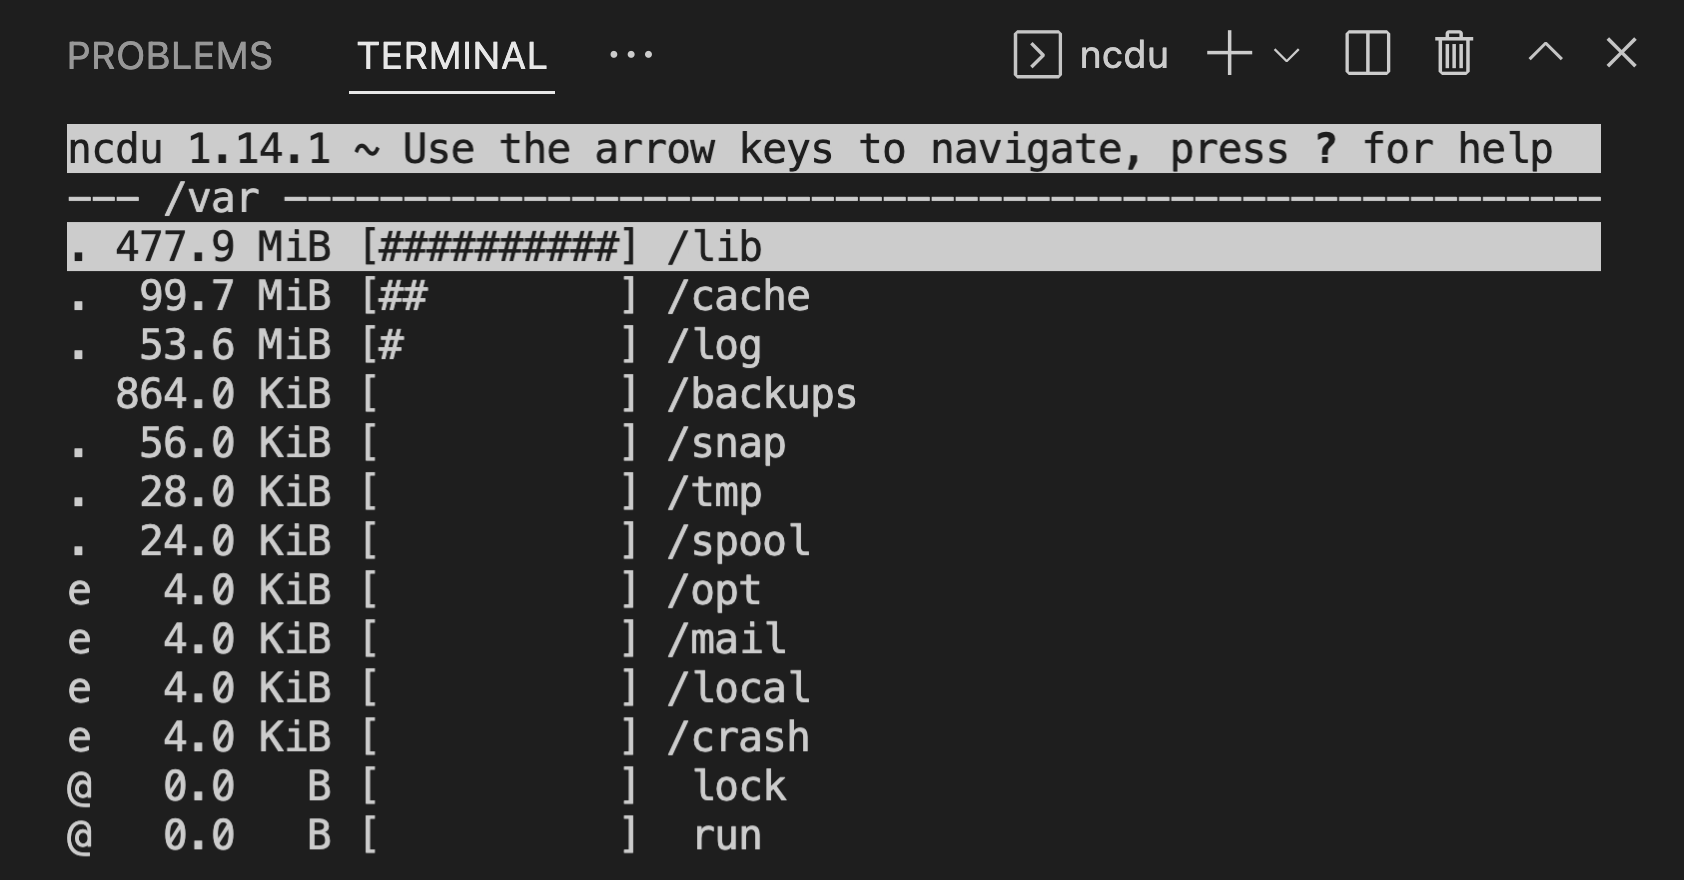 PROBLEMS TERMINAL ··· ncdu
ncdu 1.14.1 ~ Use the arrow keys to navigate, press ? for help
--- /var -------------------------------------------------------
. 477.9 MiB [##########] /lib
.  99.7 MiB [##        ] /cache
.  53.6 MiB [#         ] /log
  864.0 KiB [          ] /backups
.  56.0 KiB [          ] /snap
.  28.0 KiB [          ] /tmp
.  24.0 KiB [          ] /spool
e   4.0 KiB [          ] /opt
e   4.0 KiB [          ] /mail
e   4.0 KiB [          ] /local
e   4.0 KiB [          ] /crash
@   0.0   B [          ]  lock
@   0.0   B [          ]  run